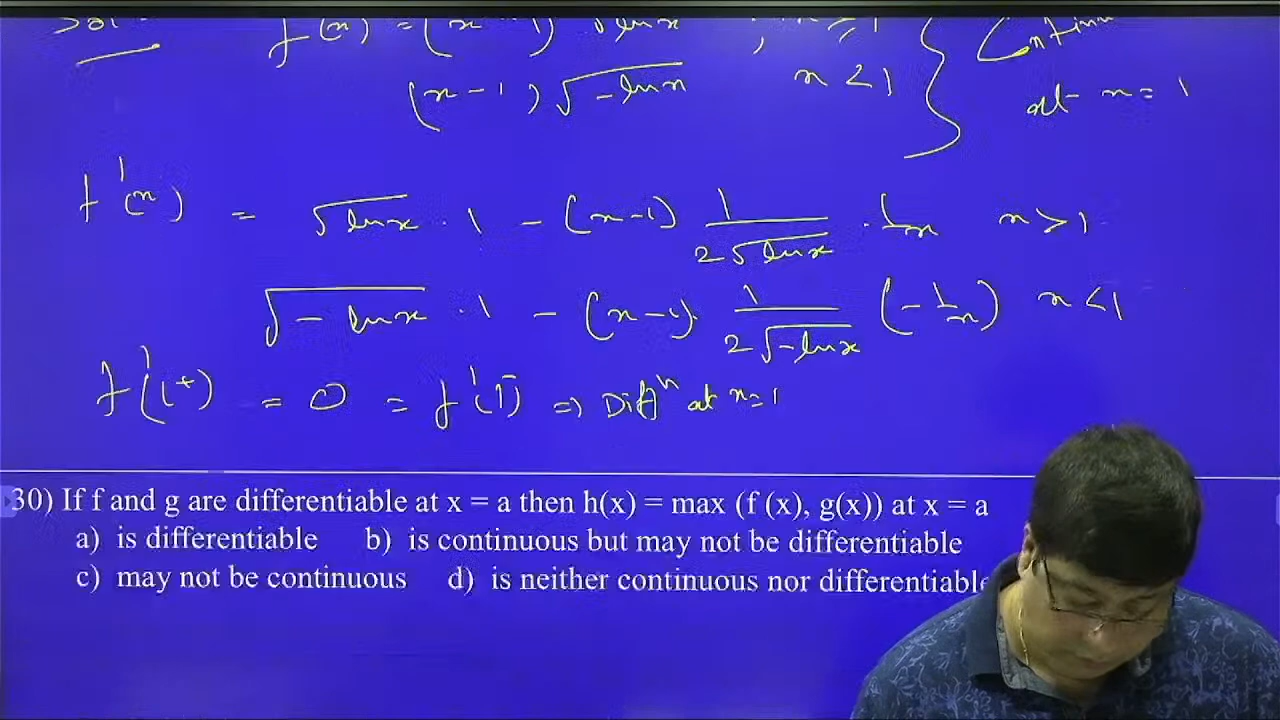 Sol
f(x) = (x - 1) √ln x ; x ≥ 1
(x - 1) √-ln x x < 1
Continu
at x = 1
f'(x) = √ln x · 1 - (x-1) 1/(2√ln x) · 1/x x > 1
√-ln x · 1 - (x-1) · 1/(2√-ln x) (-1/x) x < 1
f'(1⁺) = 0 = f'(1⁻) ⇒ Diffⁿ at x = 1
30) If f and g are differentiable at x = a then h(x) = max (f (x), g(x)) at x = a
a) is differentiable b) is continuous but may not be differentiable
c) may not be continuous d) is neither continuous nor differentiable